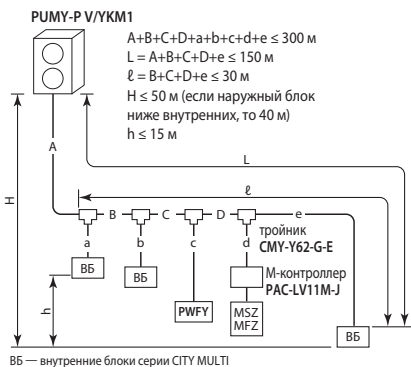 PUMY-P V/YKM1
A+B+C+D+a+b+c+d+e ≤ 300 м
L = A+B+C+D+e ≤ 150 м
ℓ = B+C+D+e ≤ 30 м
H ≤ 50 м (если наружный блок
ниже внутренних, то 40 м)
h ≤ 15 м
A
L
H
ℓ
B
C
D
e
тройник
CMY-Y62-G-E
a
b
c
d
ВБ
ВБ
М-контроллер
PAC-LV11M-J
h
PWFY
MSZ
MFZ
ВБ
ВБ — внутренние блоки серии CITY MULTI